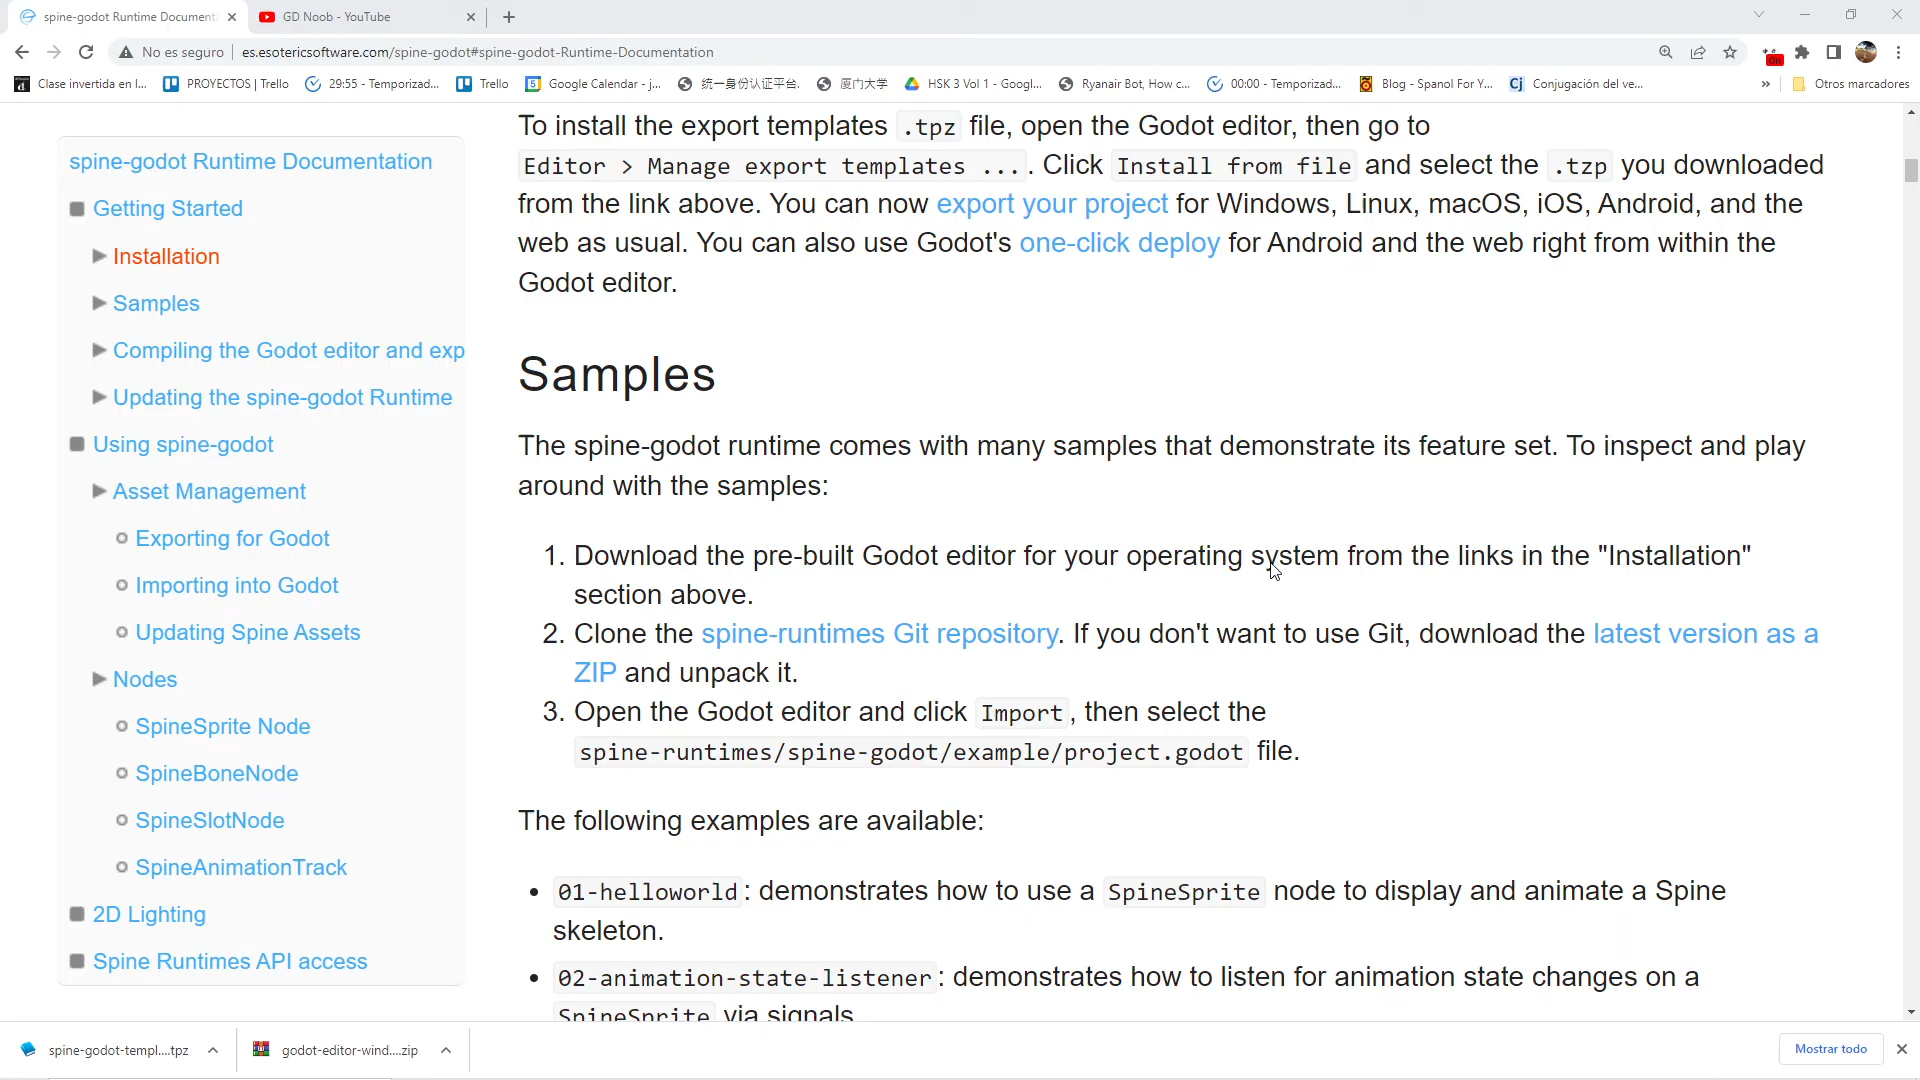 spine-godot Runtime Document
GD Noob - YouTube
No es seguro
es.esotericsoftware.com/spine-godot#spine-godot-Runtime-Documentation
On
Clase invertida en l...
PROYECTOS | Trello
29:55 - Temporizad...
Trello
5
Google Calendar - j...
统一身份认证平台.
厦门大学
HSK 3 Vol 1 - Googl...
Ryanair Bot, How c...
00:00 - Temporizad...
Blog - Spanol For Y...
Cj
Conjugación del ve...
»
Otros marcadores
spine-godot Runtime Documentation
Getting Started
Installation
Samples
Compiling the Godot editor and exp
Updating the spine-godot Runtime
Using spine-godot
Asset Management
Exporting for Godot
Importing into Godot
Updating Spine Assets
Nodes
SpineSprite Node
SpineBoneNode
SpineSlotNode
SpineAnimationTrack
2D Lighting
Spine Runtimes API access
To install the export templates .tpz file, open the Godot editor, then go to
Editor > Manage export templates .... Click Install from file and select the .tzp you downloaded
from the link above. You can now export your project for Windows, Linux, macOS, iOS, Android, and the
web as usual. You can also use Godot's one-click deploy for Android and the web right from within the
Godot editor.
Samples
The spine-godot runtime comes with many samples that demonstrate its feature set. To inspect and play
around with the samples:
1. Download the pre-built Godot editor for your operating system from the links in the "Installation"
section above.
2. Clone the spine-runtimes Git repository. If you don't want to use Git, download the latest version as a
ZIP and unpack it.
3. Open the Godot editor and click Import, then select the
spine-runtimes/spine-godot/example/project.godot file.
The following examples are available:
• 01-helloworld: demonstrates how to use a SpineSprite node to display and animate a Spine
skeleton.
• 02-animation-state-listener: demonstrates how to listen for animation state changes on a
SpineSprite via signals.
spine-godot-templ....tpz
godot-editor-wind....zip
Mostrar todo